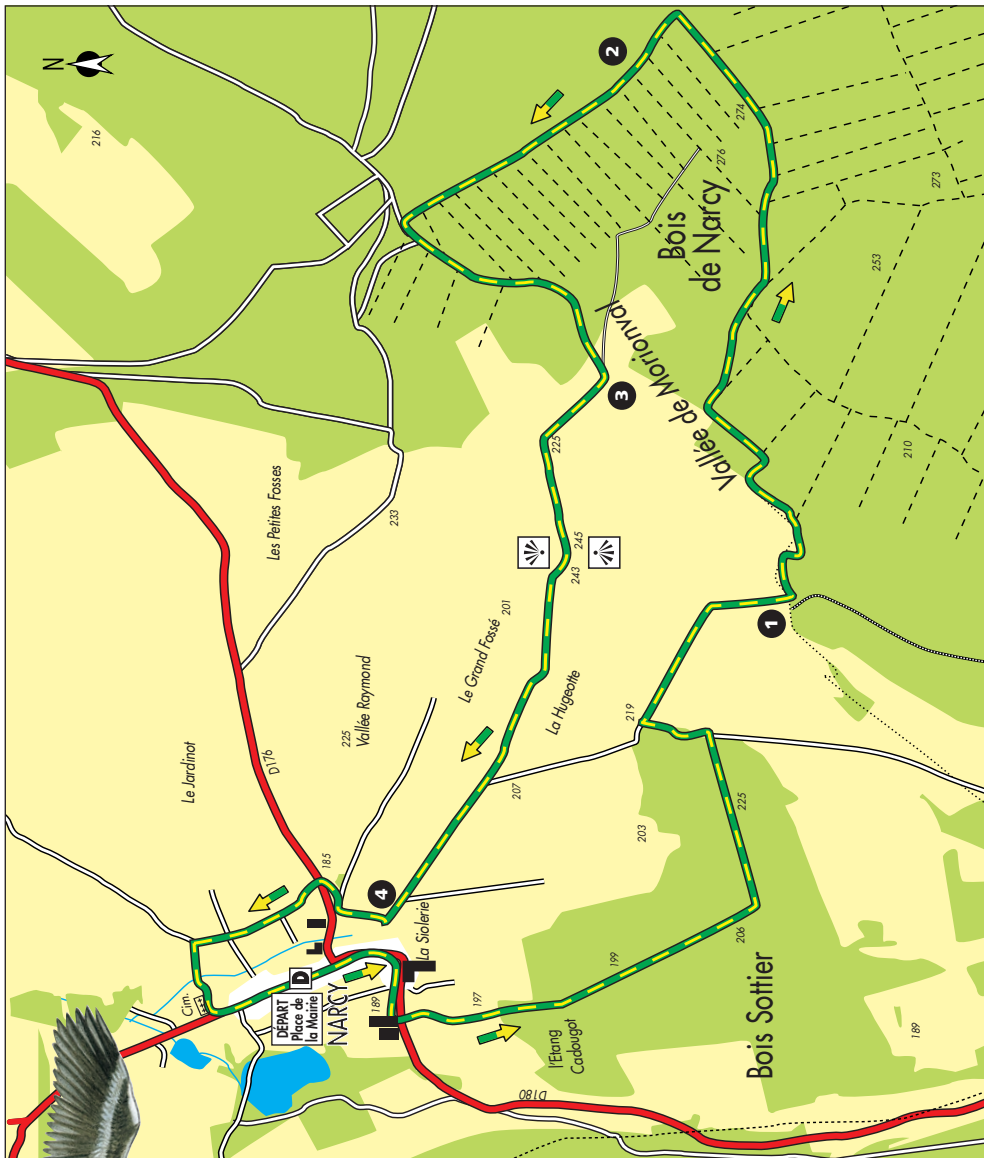 N
216
2
274
276
Bois
de Narcy
273
253
Vallée de Morionval
3
210
225
Les Petites Fosses
233
245
243
1
Le Grand Fossé
201
La Hugeotte
219
Le Jardinot
D176
225
Vallée Raymond
207
203
225
185
4
La Siolerie
206
199
Cim.
D
DÉPART
Place de
la Mairie
NARCY
189
197
l'Etang
Cadougot
Bois Sottier
189
D180